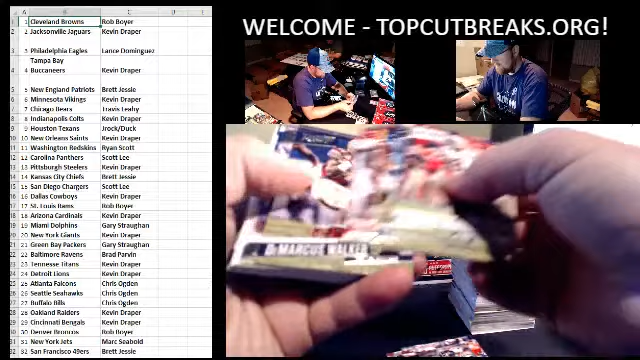 WELCOME - TOPCUTBREAKS.ORG!
A B C D E
1 Cleveland Browns Rob Boyer
2 Jacksonville Jaguars Kevin Draper
3 Philadelphia Eagles Lance Dominguez
Tampa Bay
4 Buccaneers Kevin Draper
5 New England Patriots Brett Jessie
6 Minnesota Vikings Kevin Draper
7 Chicago Bears Travis Leahy
8 Indianapolis Colts Kevin Draper
9 Houston Texans Jrock/Duck
10 New Orleans Saints Kevin Draper
11 Washington Redskins Ryan Scott
12 Carolina Panthers Scott Lee
13 Pittsburgh Steelers Kevin Draper
14 Kansas City Chiefs Brett Jessie
15 San Diego Chargers Scott Lee
16 Dallas Cowboys Kevin Draper
17 St. Louis Rams Rob Boyer
18 Arizona Cardinals Kevin Draper
19 Miami Dolphins Gary Straughan
20 New York Giants Kevin Draper
21 Green Bay Packers Gary Straughan
22 Baltimore Ravens Brad Parvin
23 Tennessee Titans Kevin Draper
24 Detroit Lions Kevin Draper
25 Atlanta Falcons Chris Ogden
26 Seattle Seahawks Chris Ogden
27 Buffalo Bills Chris Ogden
28 Oakland Raiders Kevin Draper
29 Cincinnati Bengals Kevin Draper
30 Denver Broncos Rob Boyer
31 New York Jets Marc Seabold
32 San Francisco 49ers Brett Jessie
DeMARCUS WALKER